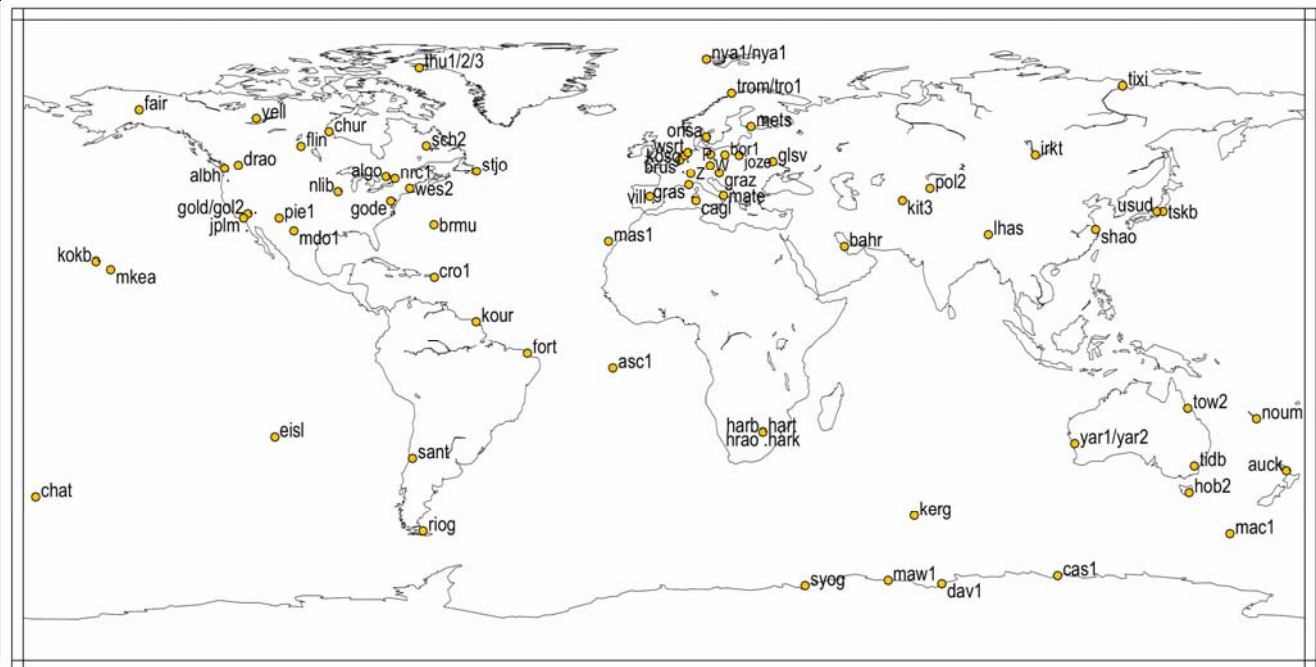 nya1/nya1
thu1/2/3
tixi
trom/tro1
fair
yell
mets
chur
onsa
flin
sch2
wsrt
P
bor1
irkt
kosg
joze
glsv
drao
stjo
brus
Z
W
albh
algo
nrc1
graz
pol2
nlib
wes2
gras
mate
vill
kit3
usud
tskb
gold/gol2
pie1
gode
cagl
jplm
brmu
mdo1
mas1
bahr
lhas
shao
kokb
mkea
cro1
kour
fort
asc1
tow2
noum
harb
hart
eisl
hrao
hark
yar1/yar2
sant
tidb
auck
chat
hob2
kerg
riog
mac1
syog
maw1
cas1
dav1